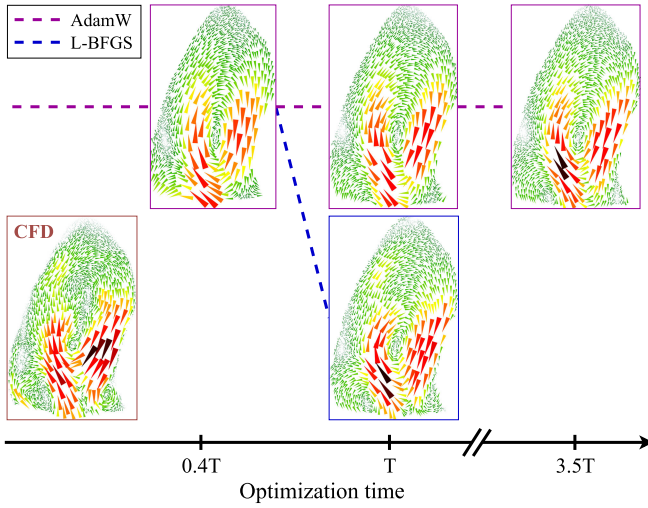 AdamW
L-BFGS
CFD
0.4T
T
3.5T
Optimization time